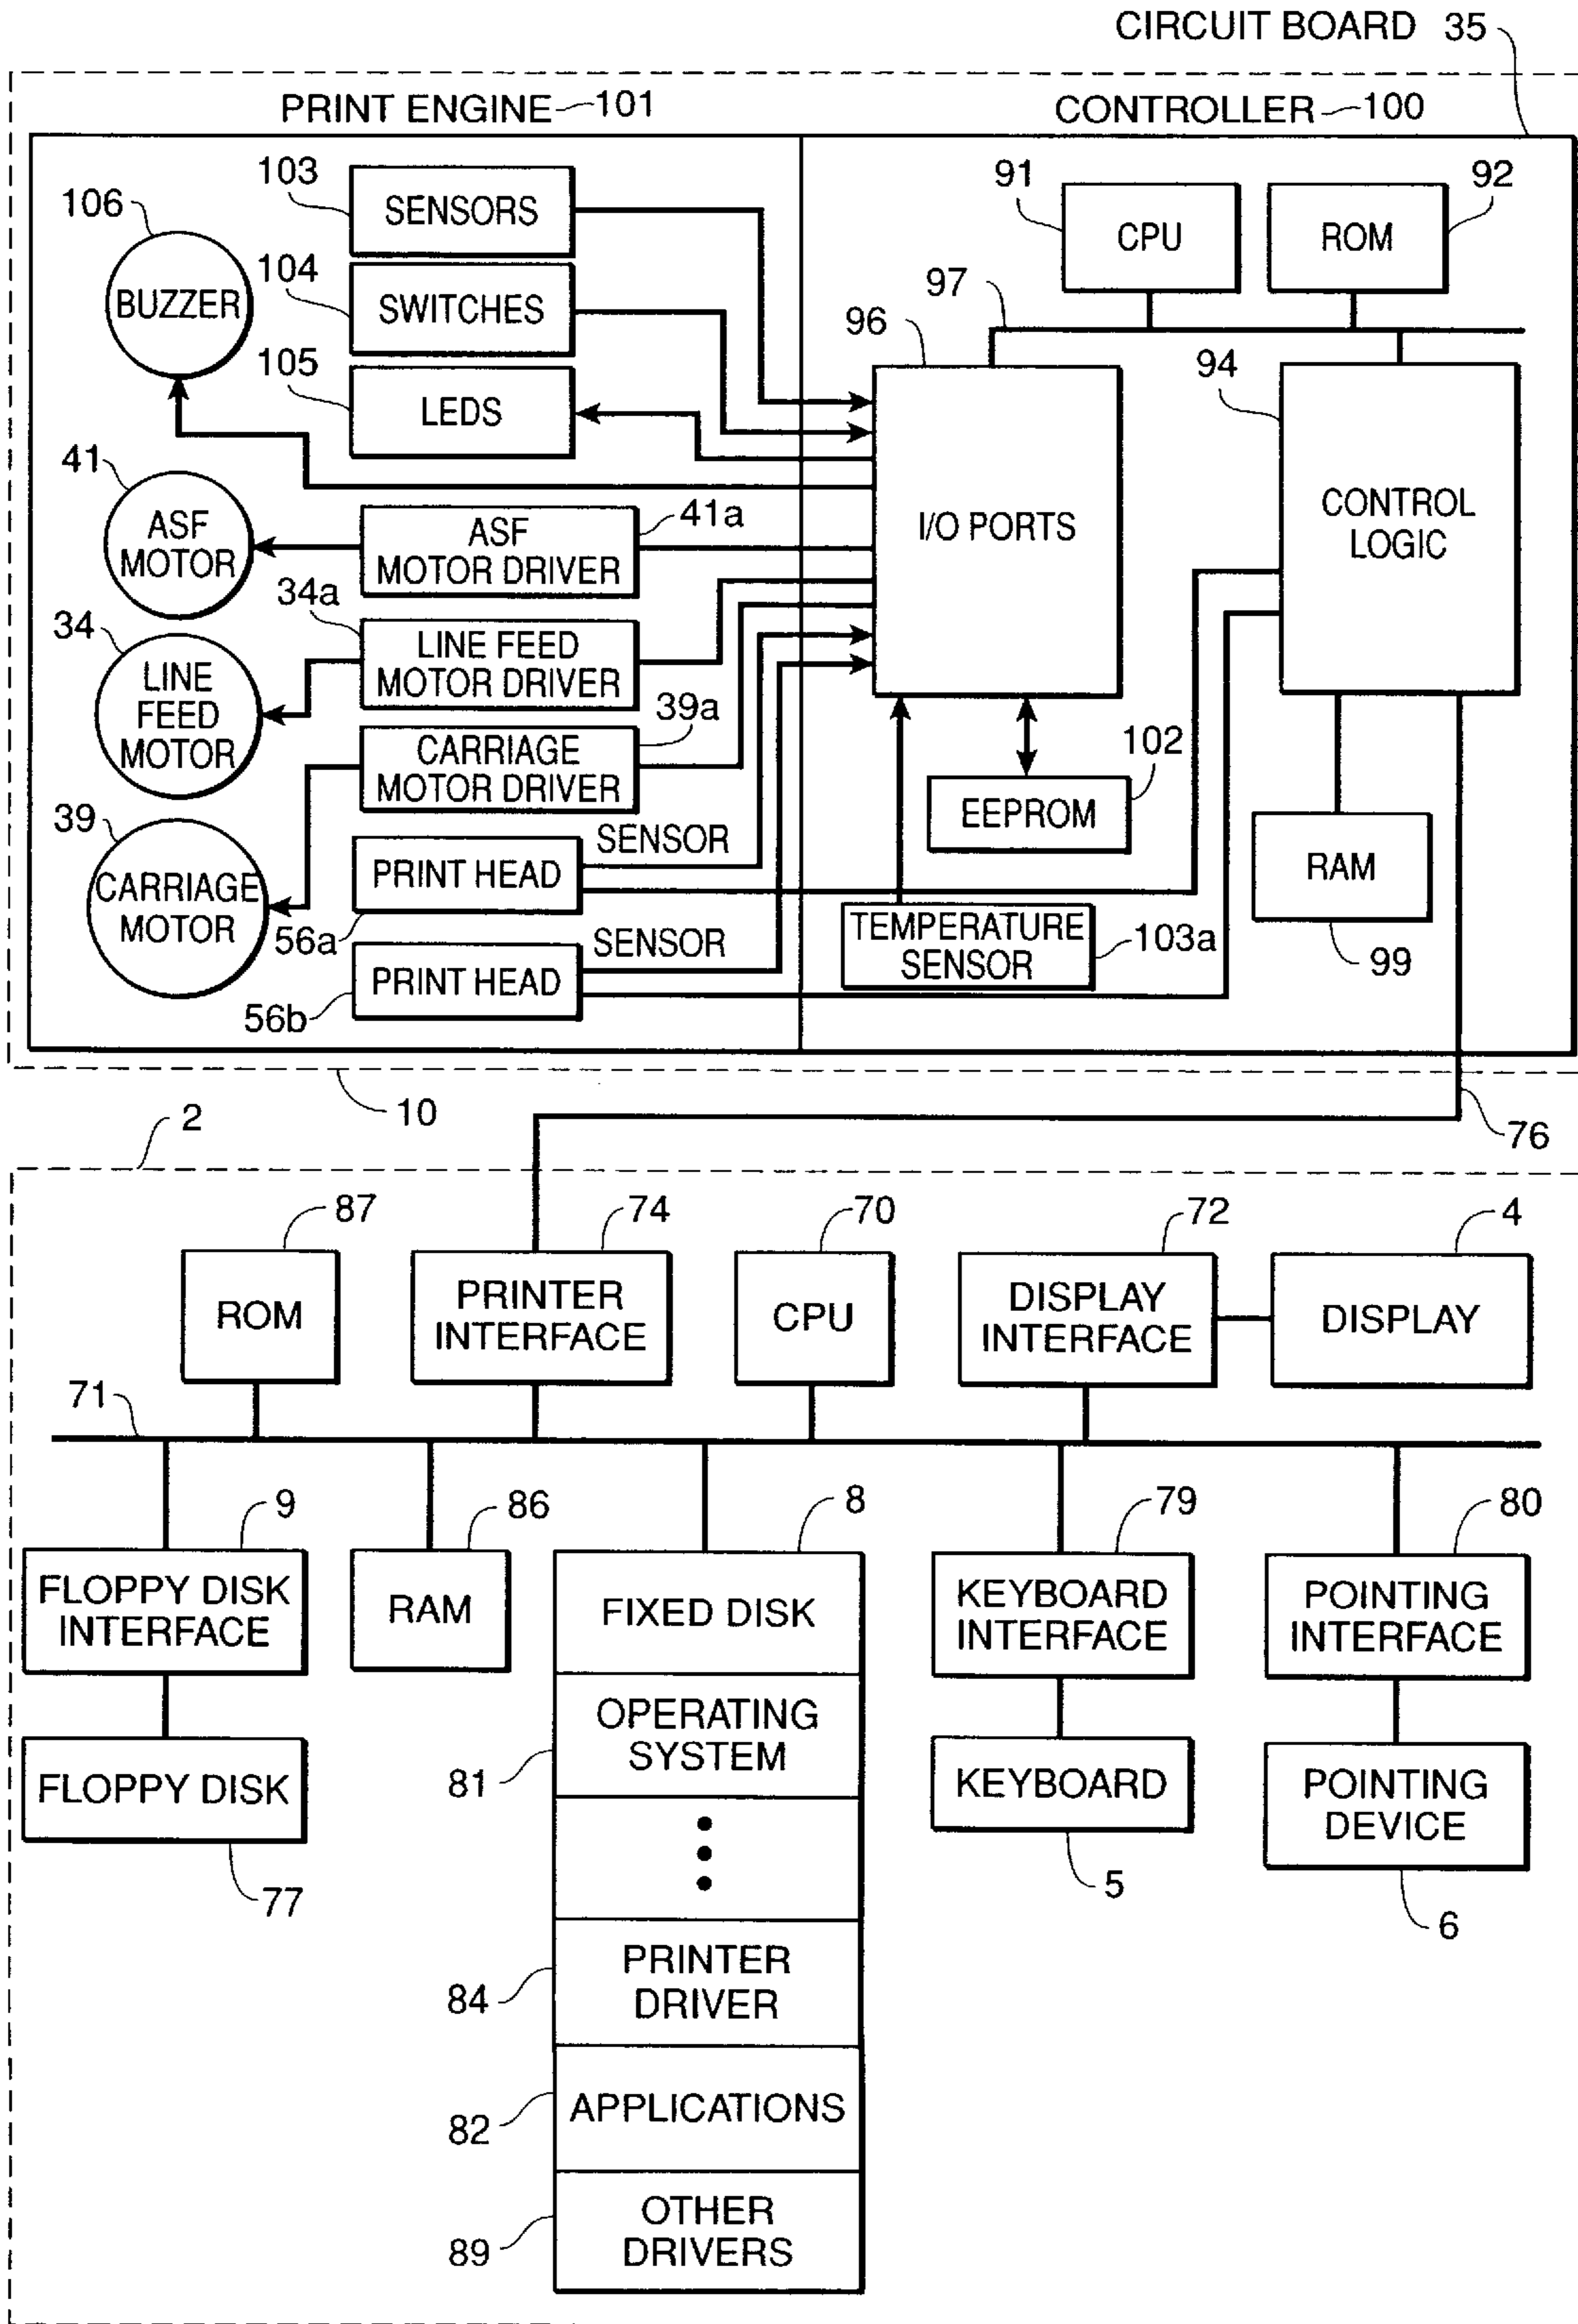 CIRCUIT BOARD 35
PRINT ENGINE 101
CONTROLLER 100
103
SENSORS
91
CPU
92
ROM
106
BUZZER
104
SWITCHES
97
96
105
LEDS
94
41
ASF
MOTOR
ASF
MOTOR DRIVER
41a
I/O PORTS
CONTROL
LOGIC
34a
34
LINE
FEED
MOTOR
LINE FEED
MOTOR DRIVER
39a
CARRIAGE
MOTOR DRIVER
102
EEPROM
39
CARRIAGE
MOTOR
SENSOR
PRINT HEAD
56a
RAM
99
TEMPERATURE
SENSOR
103a
SENSOR
PRINT HEAD
56b
10
2
76
87
ROM
74
PRINTER
INTERFACE
70
CPU
72
DISPLAY
INTERFACE
4
DISPLAY
71
9
FLOPPY DISK
INTERFACE
86
RAM
8
FIXED DISK
79
KEYBOARD
INTERFACE
80
POINTING
INTERFACE
OPERATING
SYSTEM
81
FLOPPY DISK
77
KEYBOARD
5
POINTING
DEVICE
6
PRINTER
DRIVER
84
APPLICATIONS
82
OTHER
DRIVERS
89